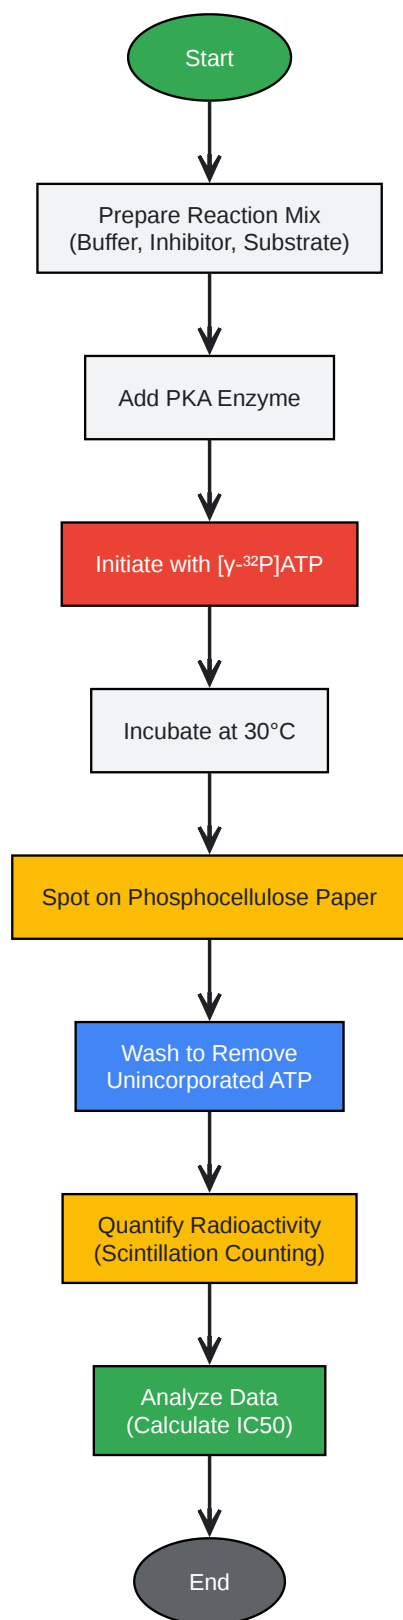 Start
Prepare Reaction Mix
(Buffer, Inhibitor, Substrate)
Add PKA Enzyme
Initiate with [γ-³²P]ATP
Incubate at 30°C
Spot on Phosphocellulose Paper
Wash to Remove
Unincorporated ATP
Quantify Radioactivity
(Scintillation Counting)
Analyze Data
(Calculate IC50)
End